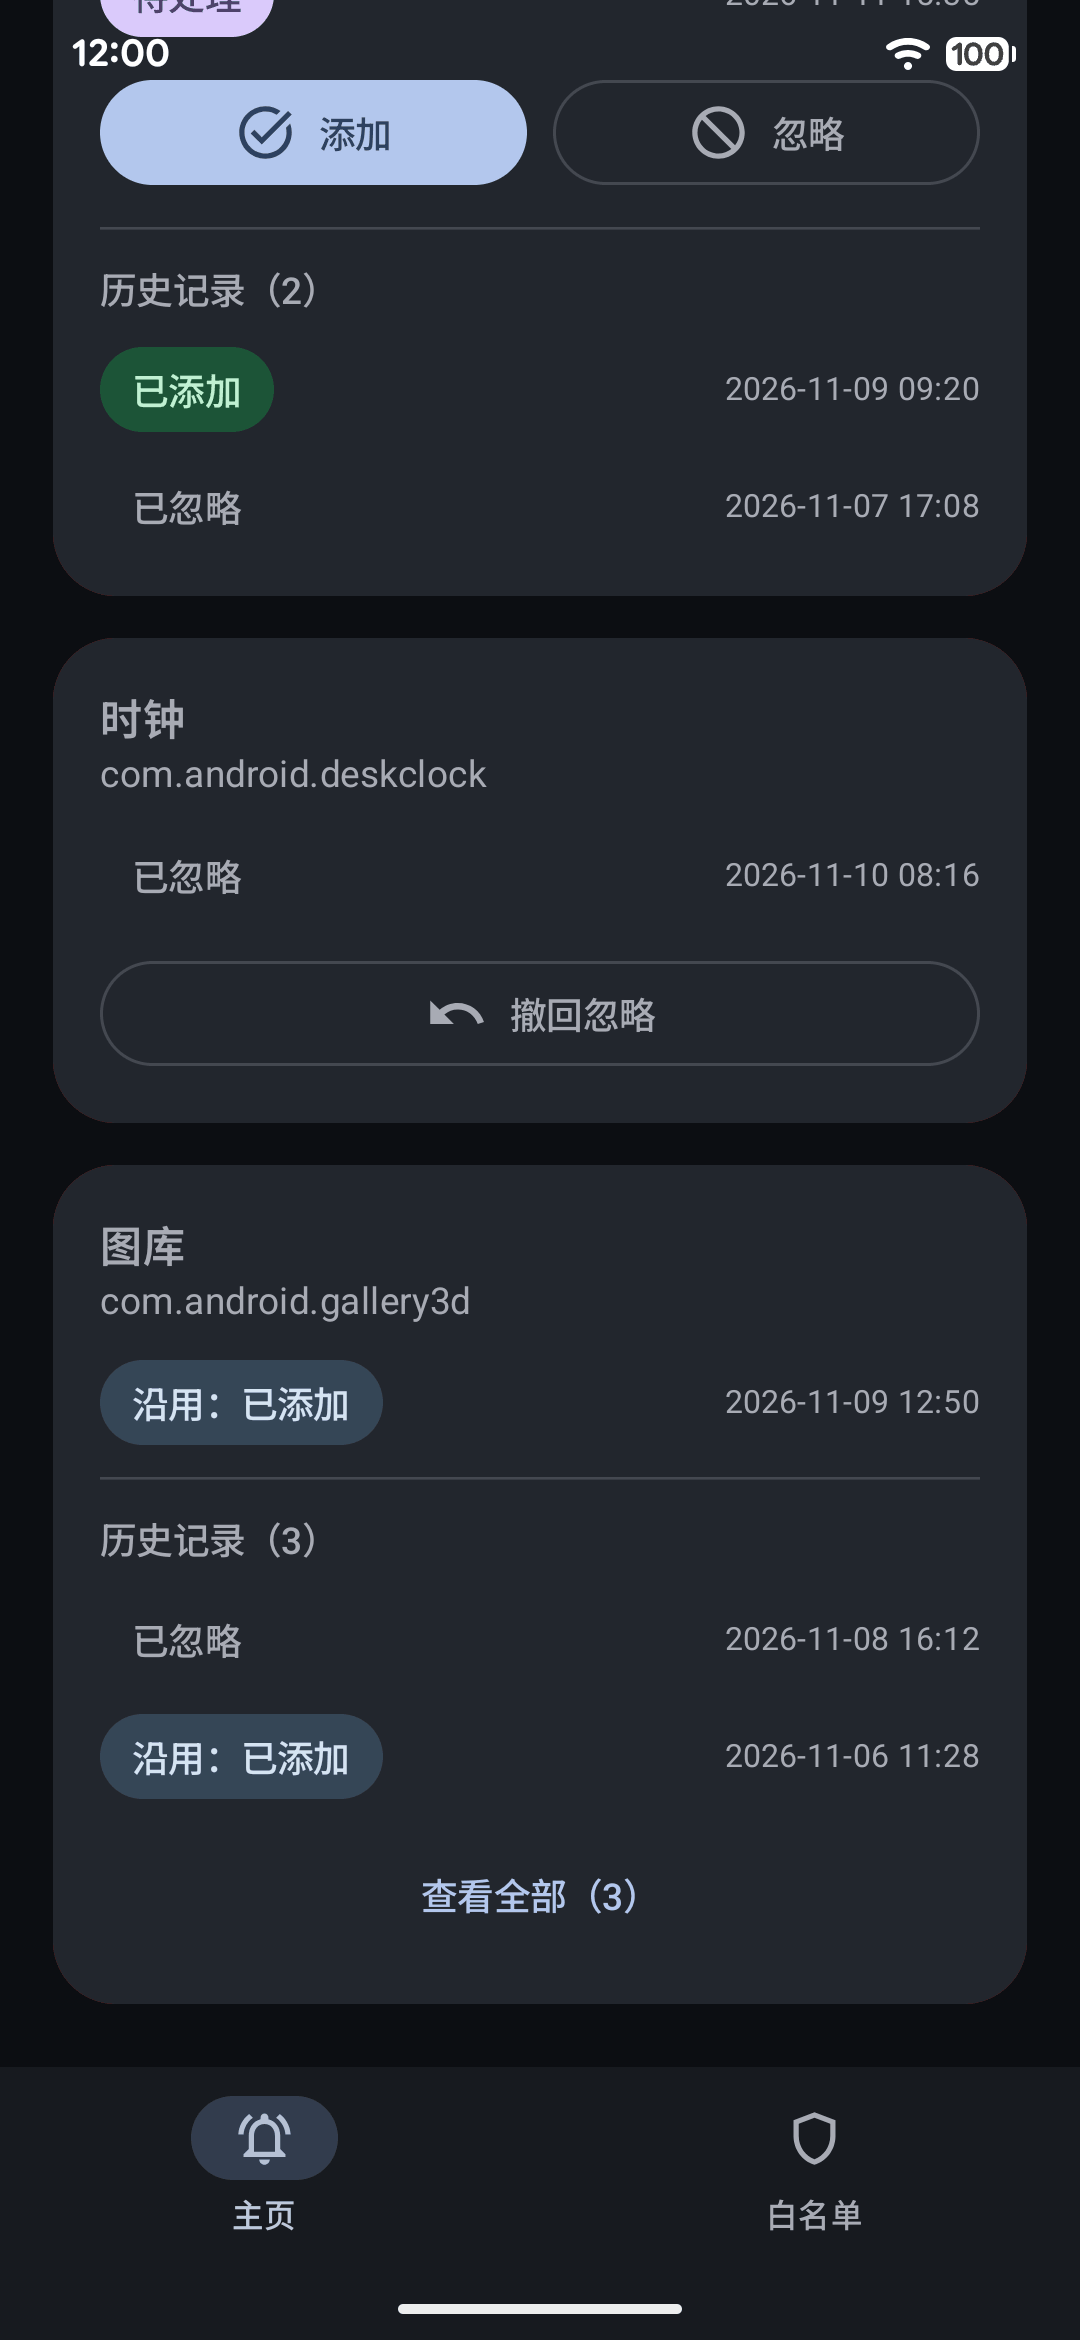 12:00
100
添加
忽略
历史记录（2）
已添加
2026-11-09 09:20
已忽略
2026-11-07 17:08
时钟
com.android.deskclock
已忽略
2026-11-10 08:16
撤回忽略
图库
com.android.gallery3d
沿用：已添加
2026-11-09 12:50
历史记录（3）
已忽略
2026-11-08 16:12
沿用：已添加
2026-11-06 11:28
查看全部（3）
主页
白名单